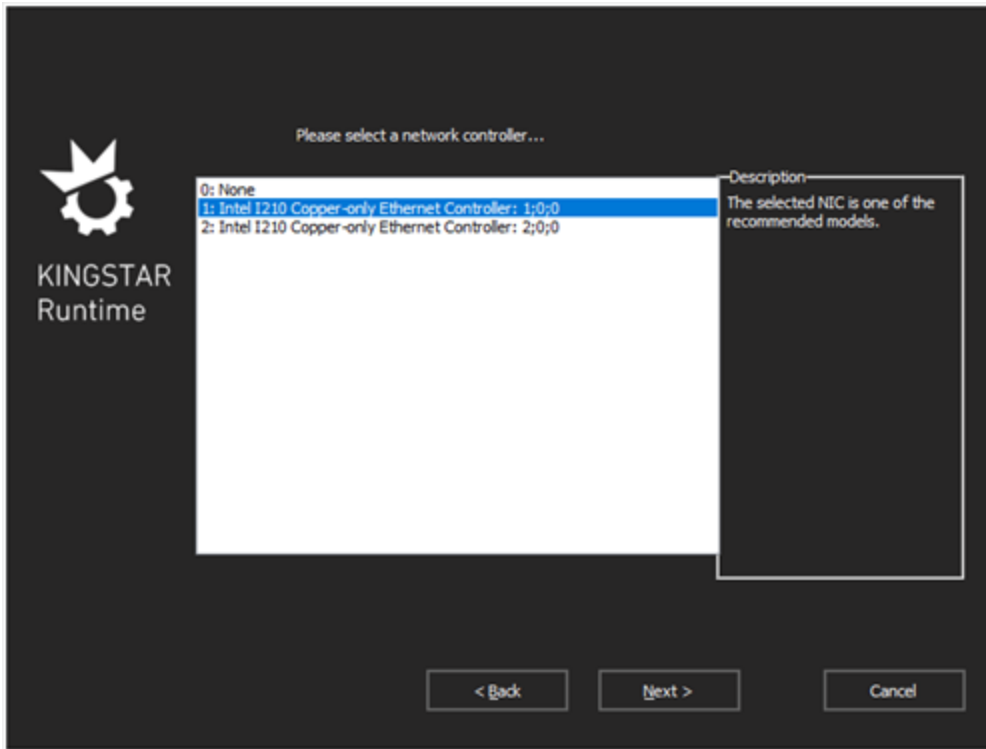 Please select a network controller...
KINGSTAR
Runtime
0: None
1: Intel I210 Copper-only Ethernet Controller: 1;0;0
2: Intel I210 Copper-only Ethernet Controller: 2;0;0
Description
The selected NIC is one of the
recommended models.
< Back
Next >
Cancel